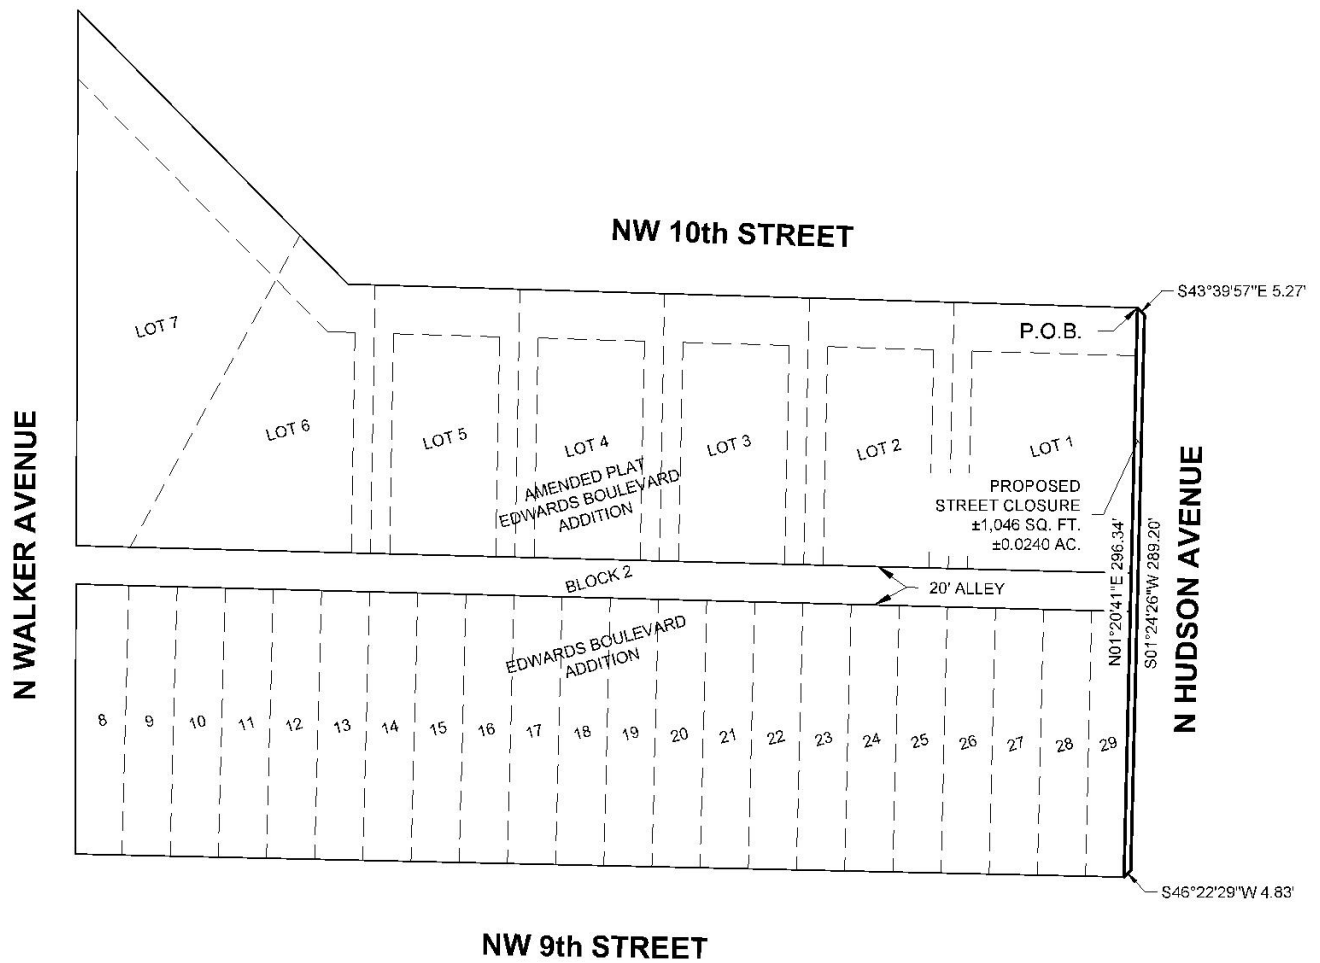 NW 10th STREET
S43°39'57"E 5.27'
P.O.B.
LOT 7
LOT 6
LOT 5
LOT 4
LOT 3
LOT 2
LOT 1
AMENDED PLAT
EDWARDS BOULEVARD
ADDITION
PROPOSED
STREET CLOSURE
±1,046 SQ. FT.
±0.0240 AC.
N WALKER AVENUE
N01°20'41"E 296.34'
S01°24'26"W 289.20'
N HUDSON AVENUE
BLOCK 2
20' ALLEY
EDWARDS BOULEVARD
ADDITION
8 9 10 11 12 13 14 15 16 17 18 19 20 21 22 23 24 25 26 27 28 29
S46°22'29"W 4.83'
NW 9th STREET